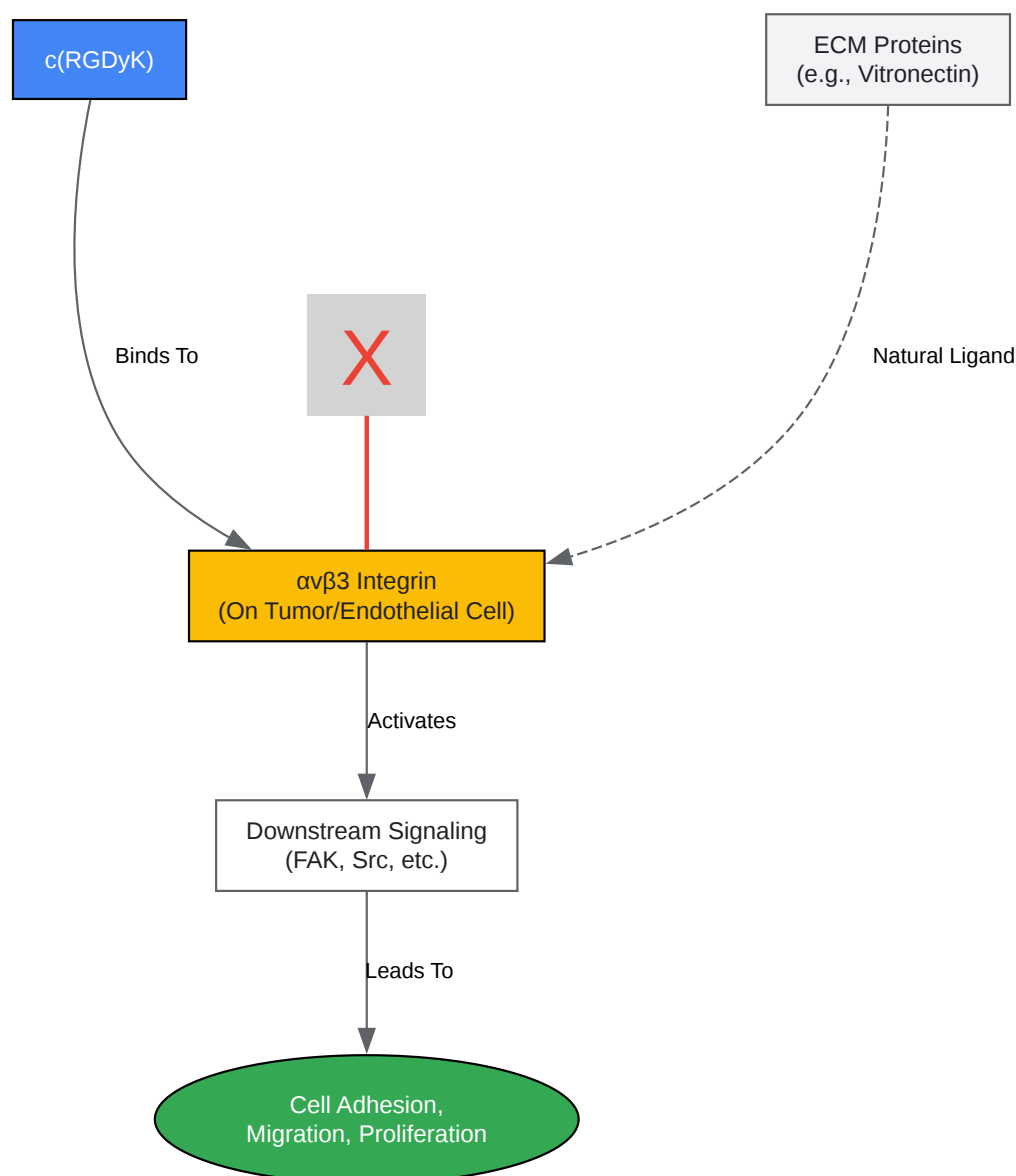 c(RGDyK)
ECM Proteins
(e.g., Vitronectin)
X
Binds To
Natural Ligand
αvβ3 Integrin
(On Tumor/Endothelial Cell)
Activates
Downstream Signaling
(FAK, Src, etc.)
Leads To
Cell Adhesion,
Migration, Proliferation